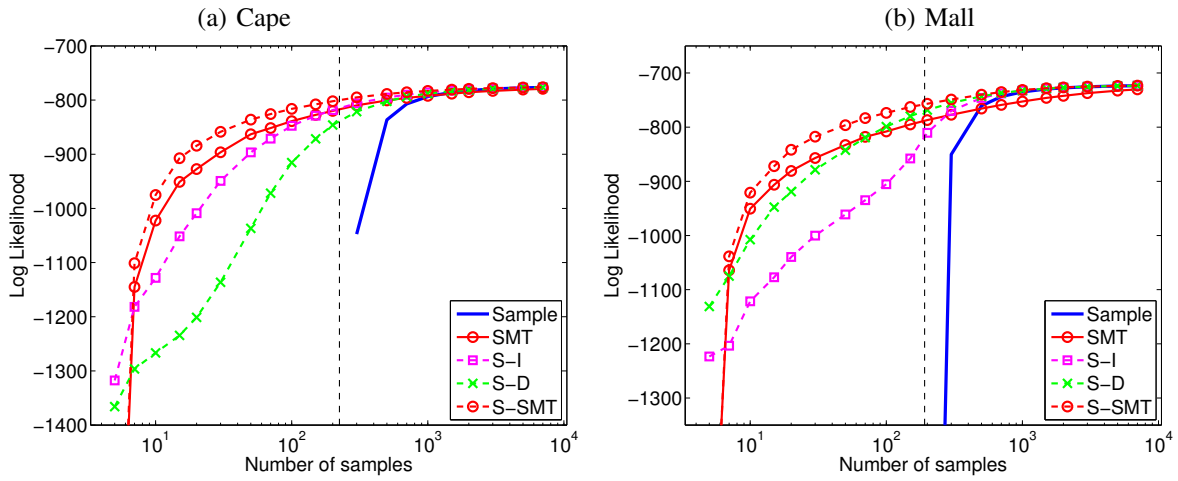 (a) Cape
−700
−800
−900
−1000
−1100
−1200
−1300
−1400
Log Likelihood
10^1
10^2
10^3
10^4
Number of samples
Sample
SMT
S−I
S−D
S−SMT
(b) Mall
−700
−800
−900
−1000
−1100
−1200
−1300
Log Likelihood
10^1
10^2
10^3
10^4
Number of samples
Sample
SMT
S−I
S−D
S−SMT